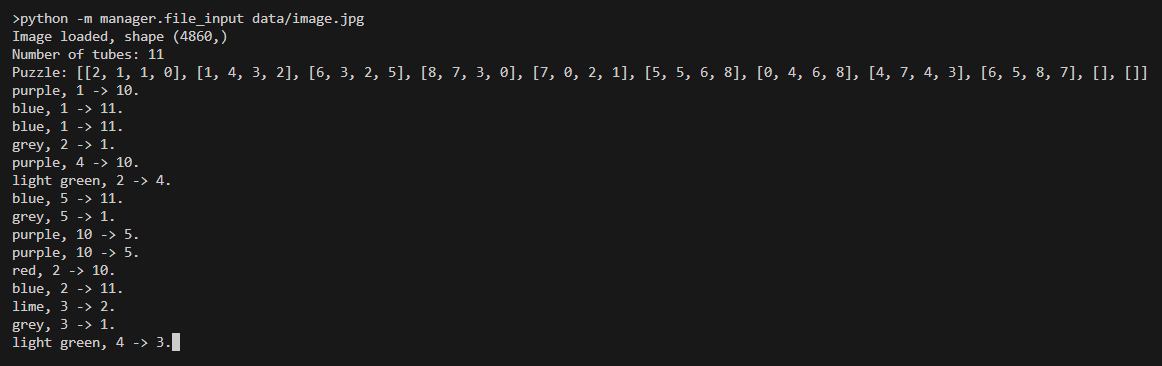 >python -m manager.file_input data/image.jpg
Image loaded, shape (4860,)
Number of tubes: 11
Puzzle: [[2, 1, 1, 0], [1, 4, 3, 2], [6, 3, 2, 5], [8, 7, 3, 0], [7, 0, 2, 1], [5, 5, 6, 8], [0, 4, 6, 8], [4, 7, 4, 3], [6, 5, 8, 7], [], []]
purple, 1 -> 10.
blue, 1 -> 11.
blue, 1 -> 11.
grey, 2 -> 1.
purple, 4 -> 10.
light green, 2 -> 4.
blue, 5 -> 11.
grey, 5 -> 1.
purple, 10 -> 5.
purple, 10 -> 5.
red, 2 -> 10.
blue, 2 -> 11.
lime, 3 -> 2.
grey, 3 -> 1.
light green, 4 -> 3.